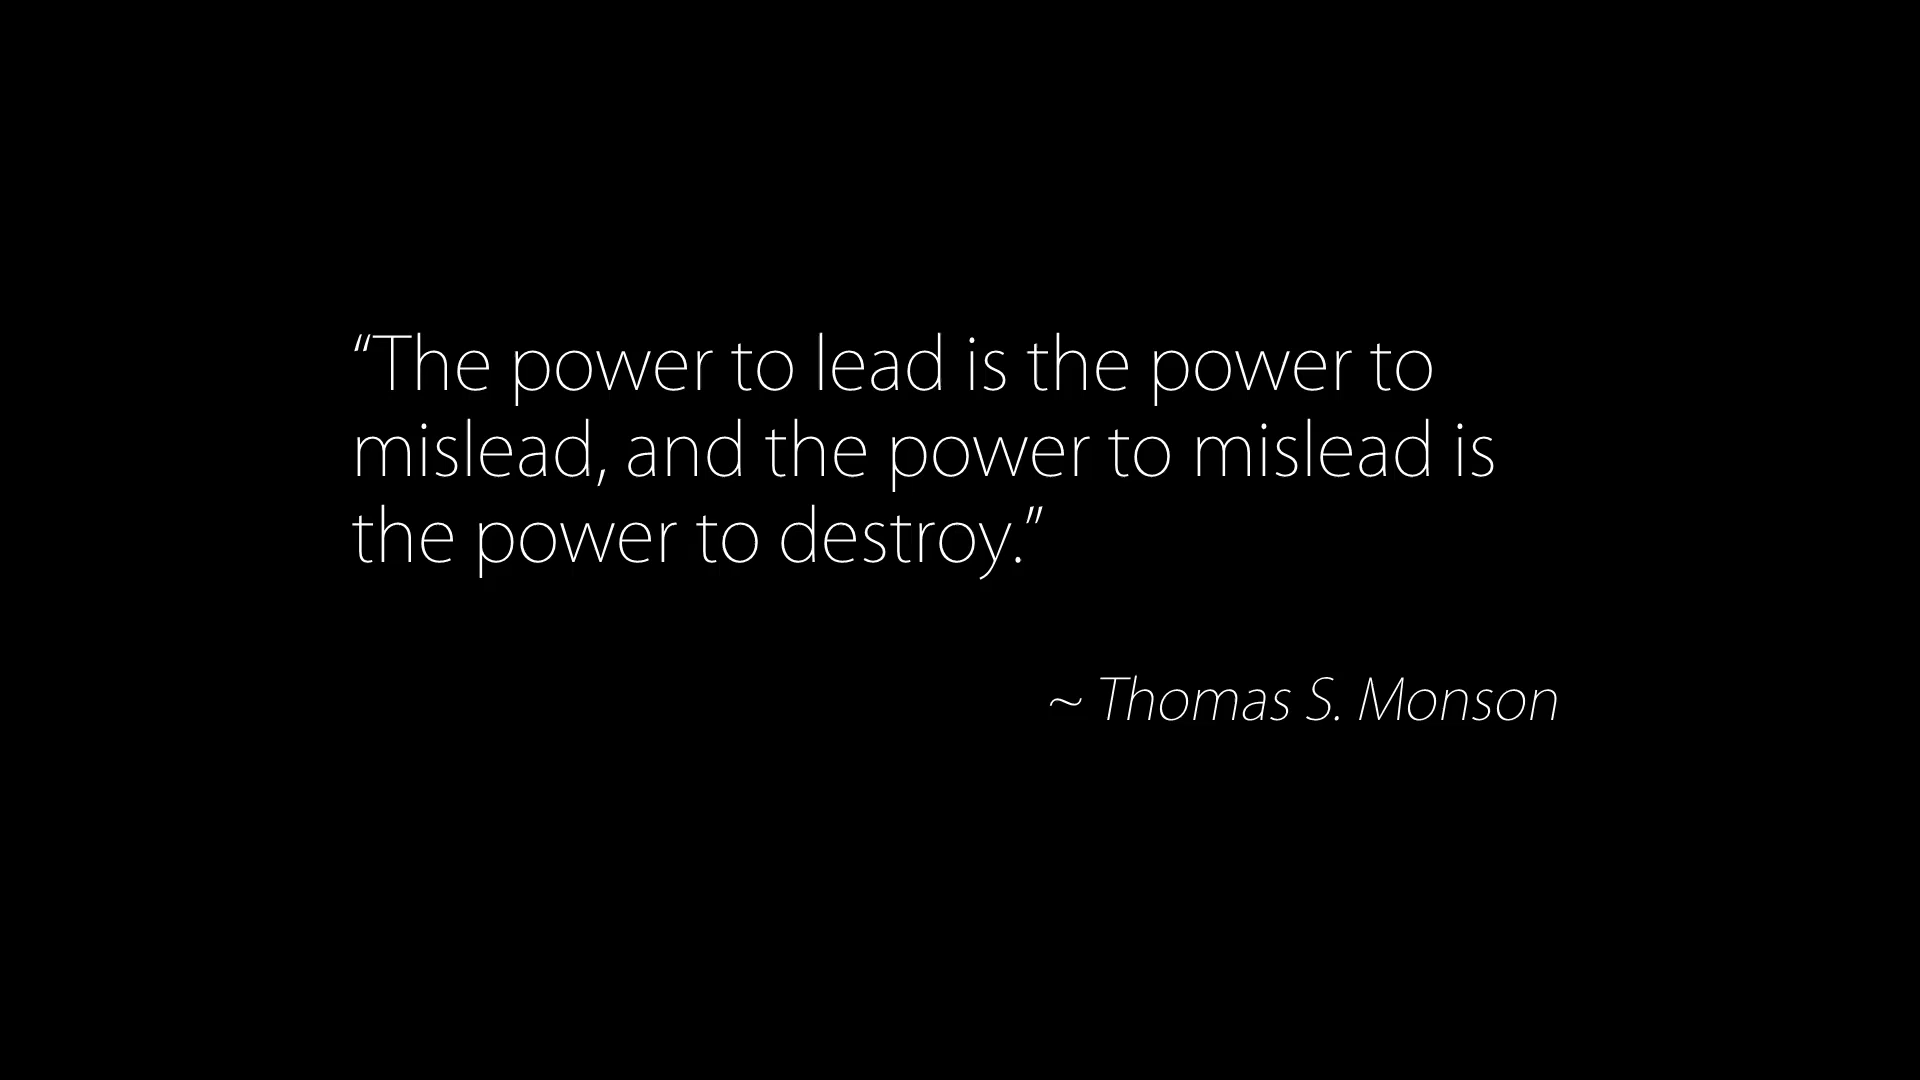 “The power to lead is the power to
mislead, and the power to mislead is
the power to destroy.”
~ Thomas S. Monson